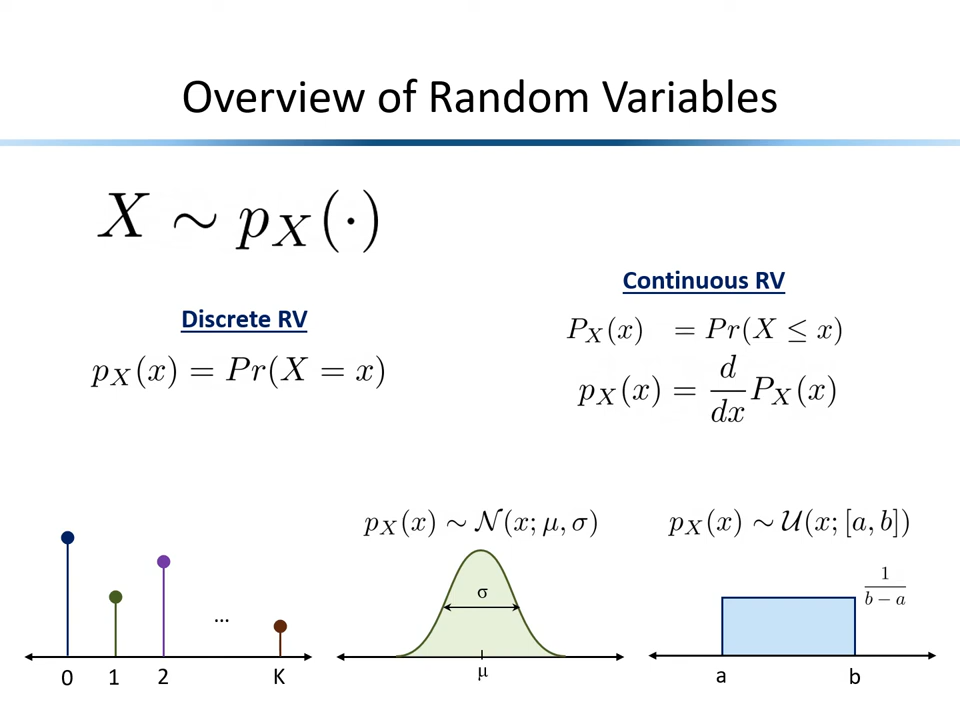 Overview of Random Variables
X ∼ p_X(·)
Discrete RV
p_X(x) = Pr(X = x)
Continuous RV
P_X(x) = Pr(X ≤ x)
p_X(x) = d/dx P_X(x)
0 1 2 ... K
p_X(x) ∼ 𝒩(x; μ, σ)
σ
μ
p_X(x) ∼ 𝒰(x; [a, b])
1/(b − a)
a b